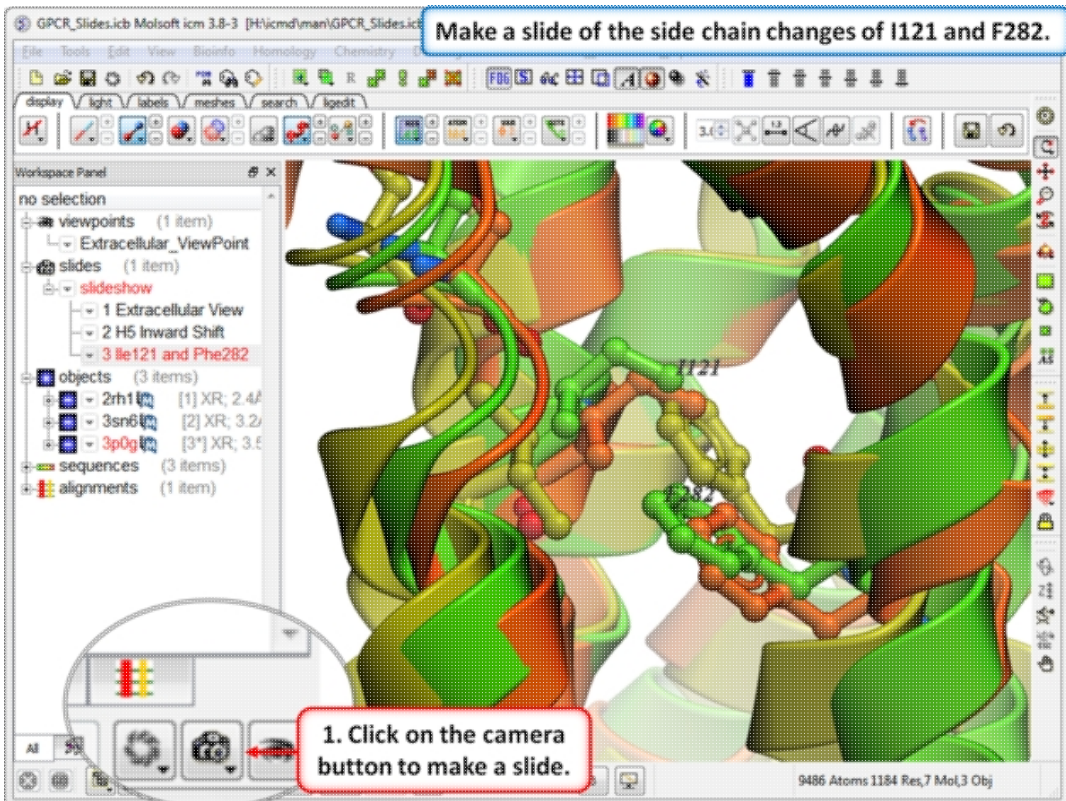 GPCR_Slides.icb Molsoft icm 3.8-3 [H:\icmd\man\GPCR_Slides.icb
Make a slide of the side chain changes of I121 and F282.
File Tools Edit View Bioinfo Homology Chemistry
FOG
display light labels meshes search ligedit
Workspace Panel
no selection
viewpoints (1 item)
Extracellular_ViewPoint
slides (1 item)
slideshow
1 Extracellular View
2 H5 Inward Shift
3 Ile121 and Phe282
objects (3 items)
2rh1 [1] XR; 2.4Å
3sn6 [2] XR; 3.2
3p0g [3*] XR; 3.5
sequences (3 items)
alignments (1 item)
I121
F282
AS
All
1. Click on the camera
button to make a slide.
9486 Atoms 1184 Res,7 Mol,3 Obj